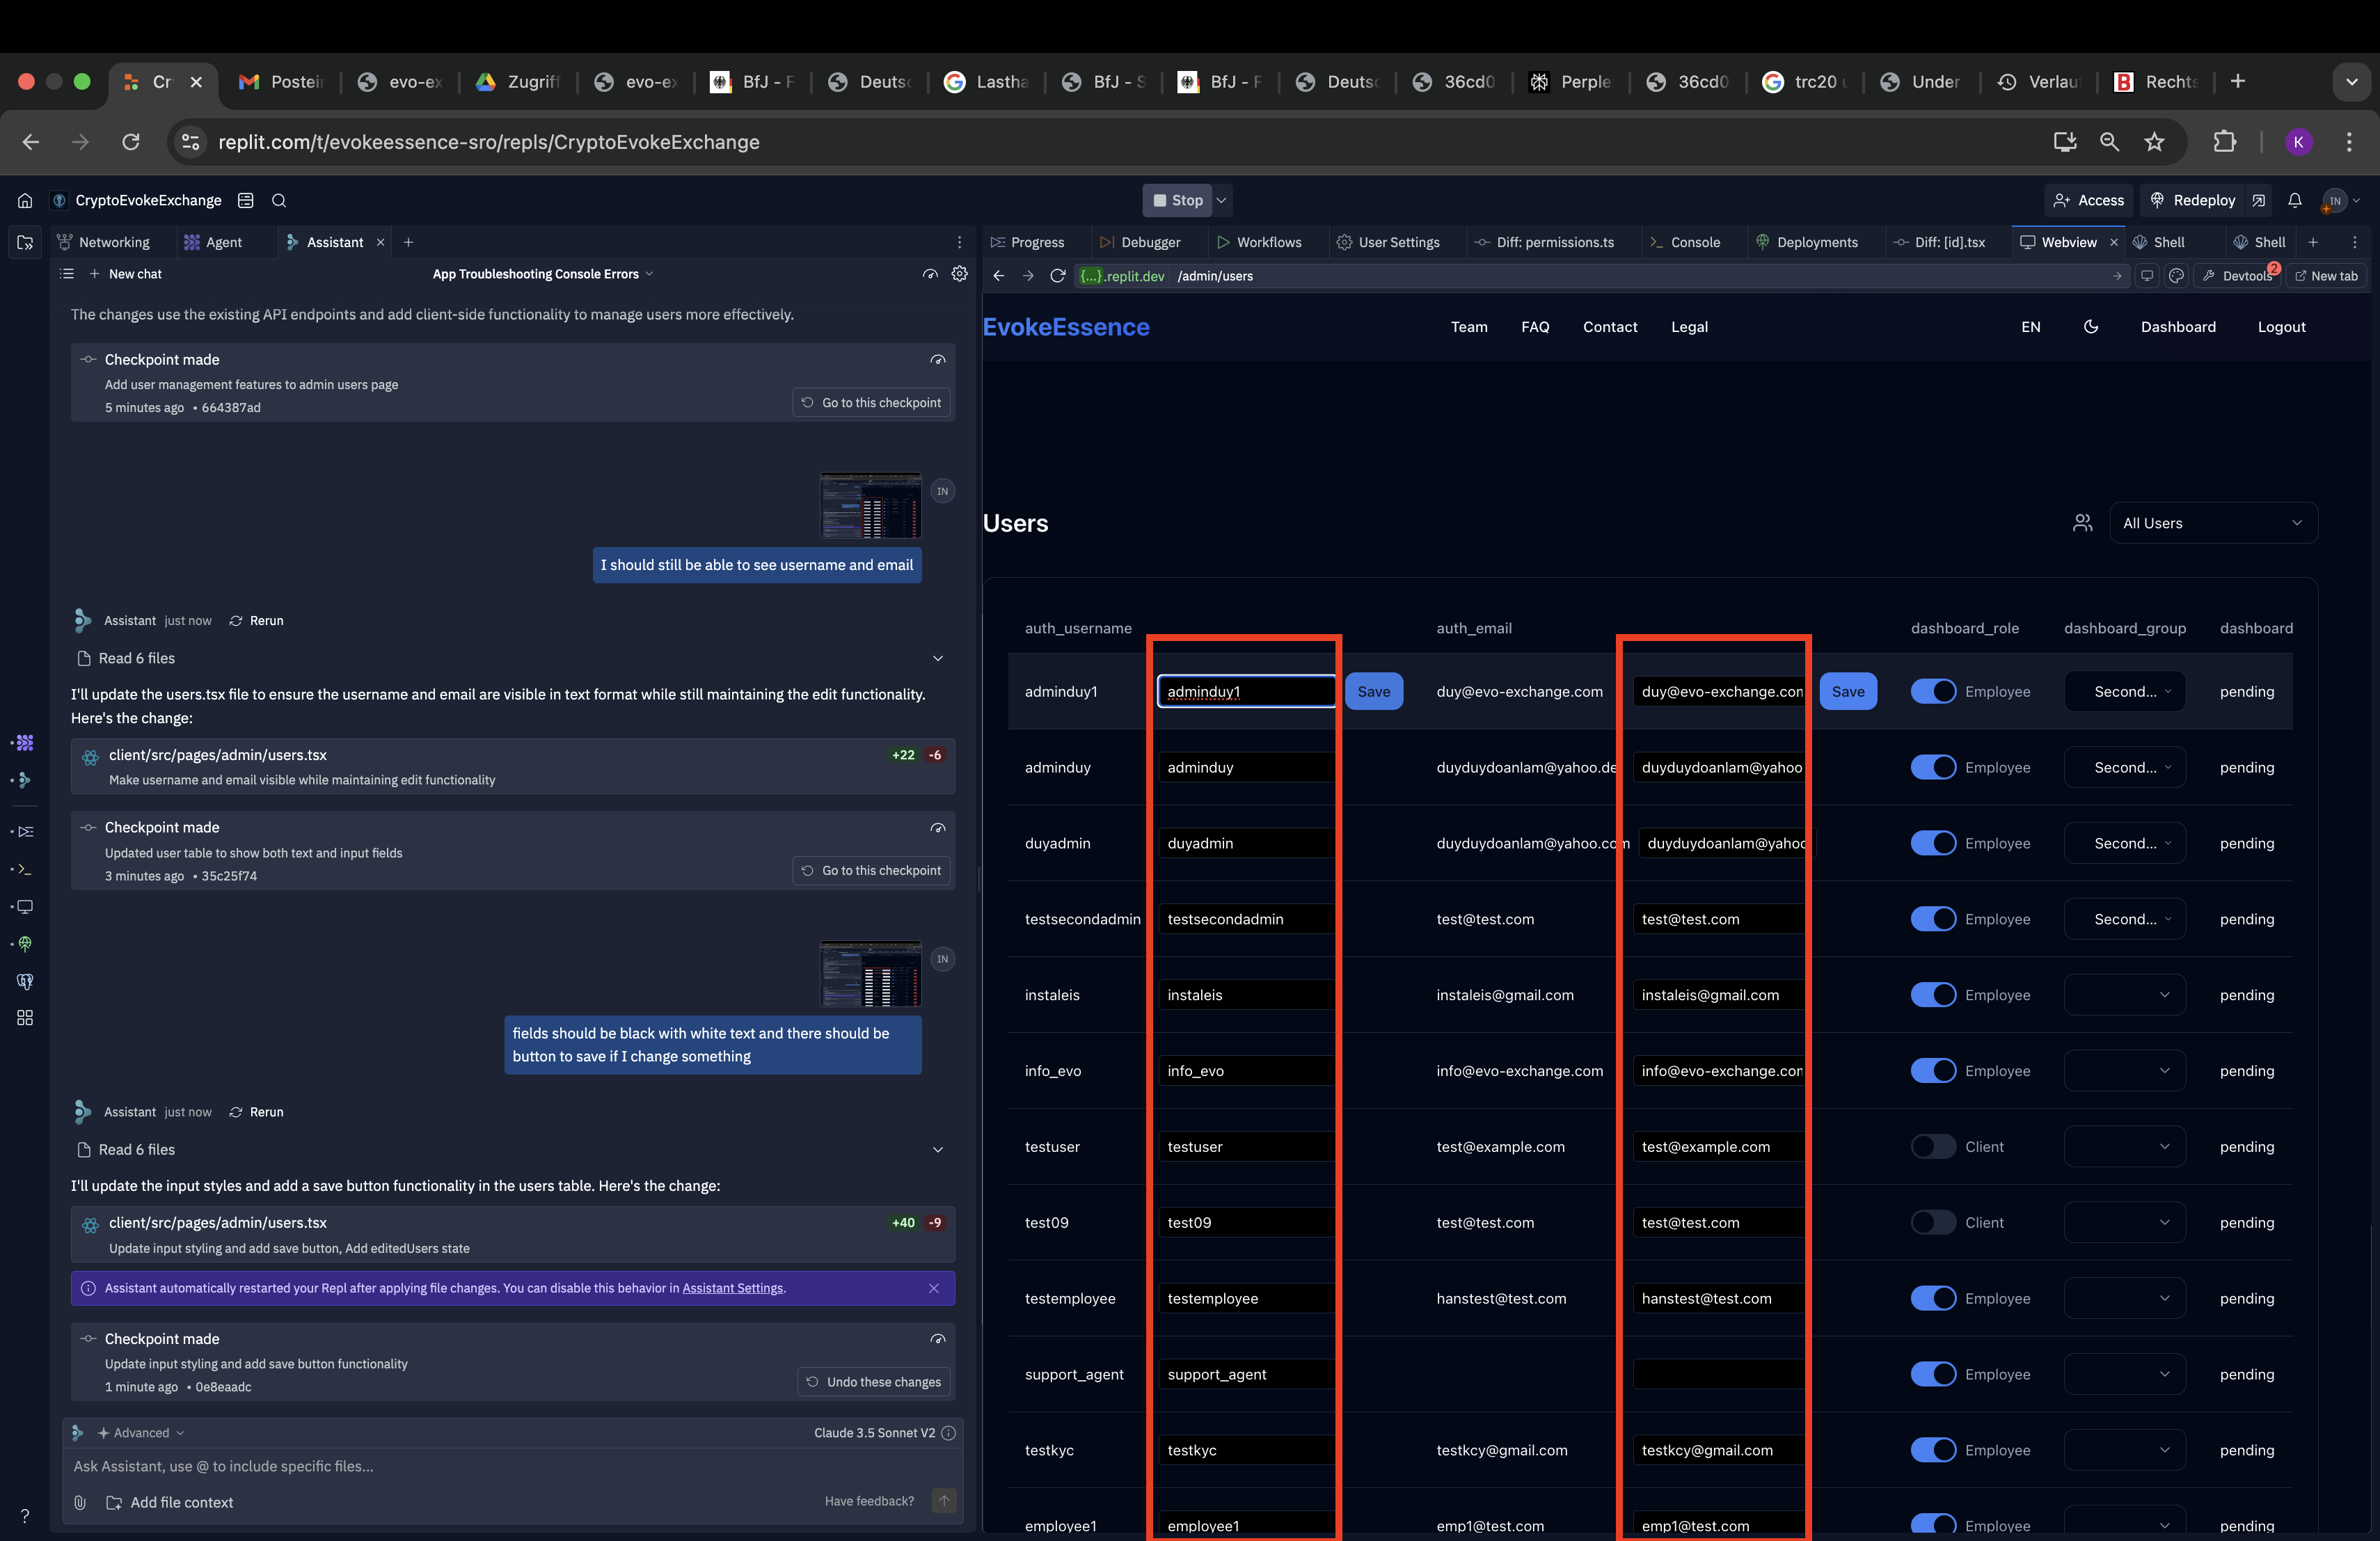 Cr
Postein
evo-ex
Zugriff
evo-ex
BfJ - F
Deutsc
Lastha
BfJ - S
BfJ - F
Deutsc
36cd0
Perple
36cd0
trc20 u
Under
Verlau
Rechts
replit.com/t/evokeessence-sro/repls/CryptoEvokeExchange
K
CryptoEvokeExchange
Stop
Access
Redeploy
IN
Networking
Agent
Assistant
Progress
Debugger
Workflows
User Settings
Diff: permissions.ts
Console
Deployments
Diff: [id].tsx
Webview
Shell
Shell
New chat
App Troubleshooting Console Errors
{...}.replit.dev /admin/users
Devtools 2
New tab
The changes use the existing API endpoints and add client-side functionality to manage users more effectively.
Checkpoint made
Add user management features to admin users page
5 minutes ago • 664387ad
Go to this checkpoint
IN
I should still be able to see username and email
Assistant just now Rerun
Read 6 files
I'll update the users.tsx file to ensure the username and email are visible in text format while still maintaining the edit functionality.
Here's the change:
client/src/pages/admin/users.tsx +22 -6
Make username and email visible while maintaining edit functionality
Checkpoint made
Updated user table to show both text and input fields
3 minutes ago • 35c25f74
Go to this checkpoint
IN
fields should be black with white text and there should be
button to save if I change something
Assistant just now Rerun
Read 6 files
I'll update the input styles and add a save button functionality in the users table. Here's the change:
client/src/pages/admin/users.tsx +40 -9
Update input styling and add save button, Add editedUsers state
Assistant automatically restarted your Repl after applying file changes. You can disable this behavior in Assistant Settings.
Checkpoint made
Update input styling and add save button functionality
1 minute ago • 0e8eaadc
Undo these changes
Advanced
Claude 3.5 Sonnet V2
Ask Assistant, use @ to include specific files...
Add file context
Have feedback?
?
EvokeEssence
Team FAQ Contact Legal
EN Dashboard Logout
Users
All Users
auth_username auth_email dashboard_role dashboard_group dashboard
adminduy1 adminduy1 Save duy@evo-exchange.com duy@evo-exchange.con Save Employee Second... pending
adminduy adminduy duyduydoanlam@yahoo.de duyduydoanlam@yahoo Employee Second... pending
duyadmin duyadmin duyduydoanlam@yahoo.com duyduydoanlam@yahoo Employee Second... pending
testsecondadmin testsecondadmin test@test.com test@test.com Employee Second... pending
instaleis instaleis instaleis@gmail.com instaleis@gmail.com Employee pending
info_evo info_evo info@evo-exchange.com info@evo-exchange.con Employee pending
testuser testuser test@example.com test@example.com Client pending
test09 test09 test@test.com test@test.com Client pending
testemployee testemployee hanstest@test.com hanstest@test.com Employee pending
support_agent support_agent Employee pending
testkyc testkyc testkcy@gmail.com testkcy@gmail.com Employee pending
employee1 employee1 emp1@test.com emp1@test.com Employee pending